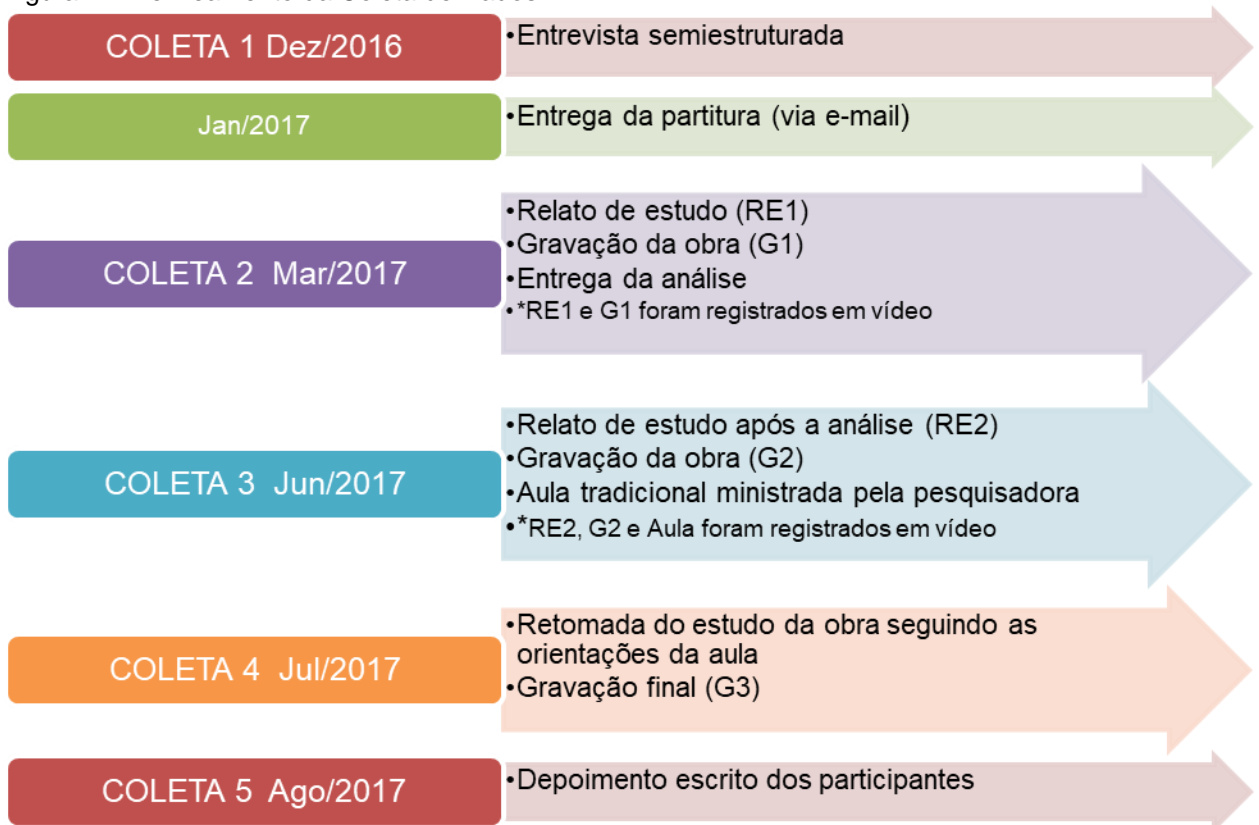 COLETA 1 Dez/2016
•Entrevista semiestruturada
Jan/2017
•Entrega da partitura (via e-mail)
COLETA 2 Mar/2017
•Relato de estudo (RE1)
•Gravação da obra (G1)
•Entrega da análise
•*RE1 e G1 foram registrados em vídeo
COLETA 3 Jun/2017
•Relato de estudo após a análise (RE2)
•Gravação da obra (G2)
•Aula tradicional ministrada pela pesquisadora
•*RE2, G2 e Aula foram registrados em vídeo
COLETA 4 Jul/2017
•Retomada do estudo da obra seguindo as
orientações da aula
•Gravação final (G3)
COLETA 5 Ago/2017
•Depoimento escrito dos participantes